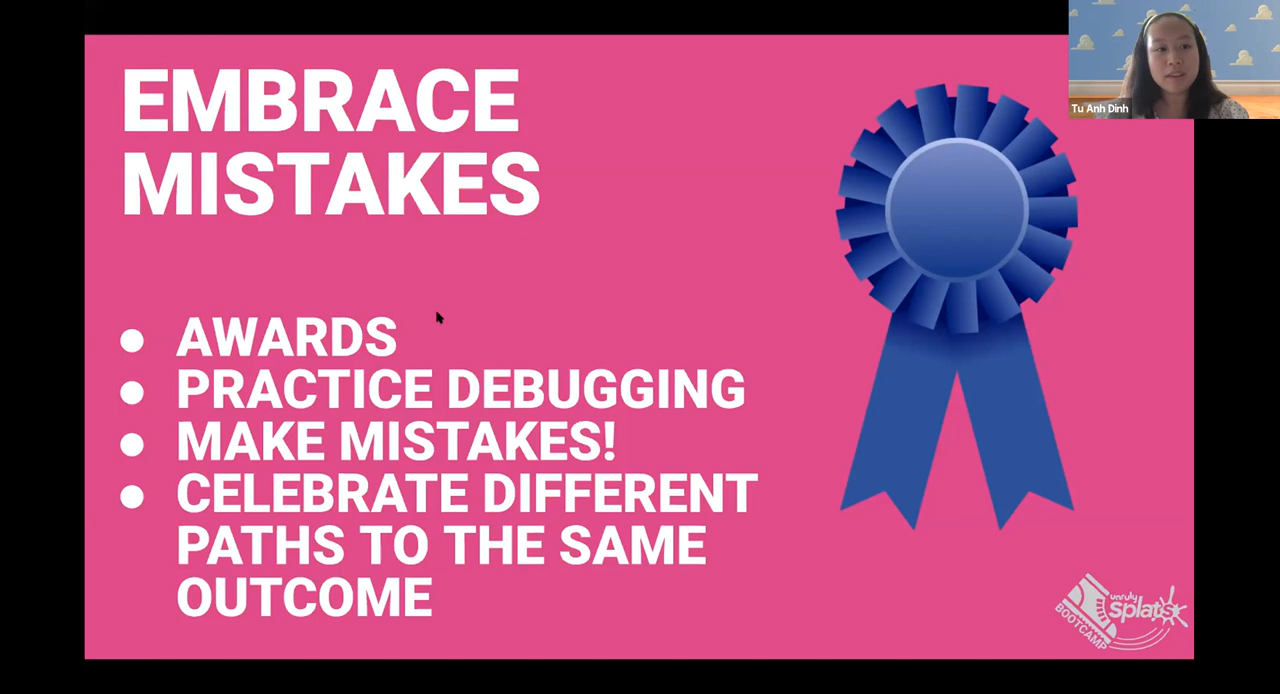 EMBRACE
MISTAKES
Tu Anh Dinh
● AWARDS
● PRACTICE DEBUGGING
● MAKE MISTAKES!
● CELEBRATE DIFFERENT
PATHS TO THE SAME
OUTCOME
unruly
splats
BOOTCAMP